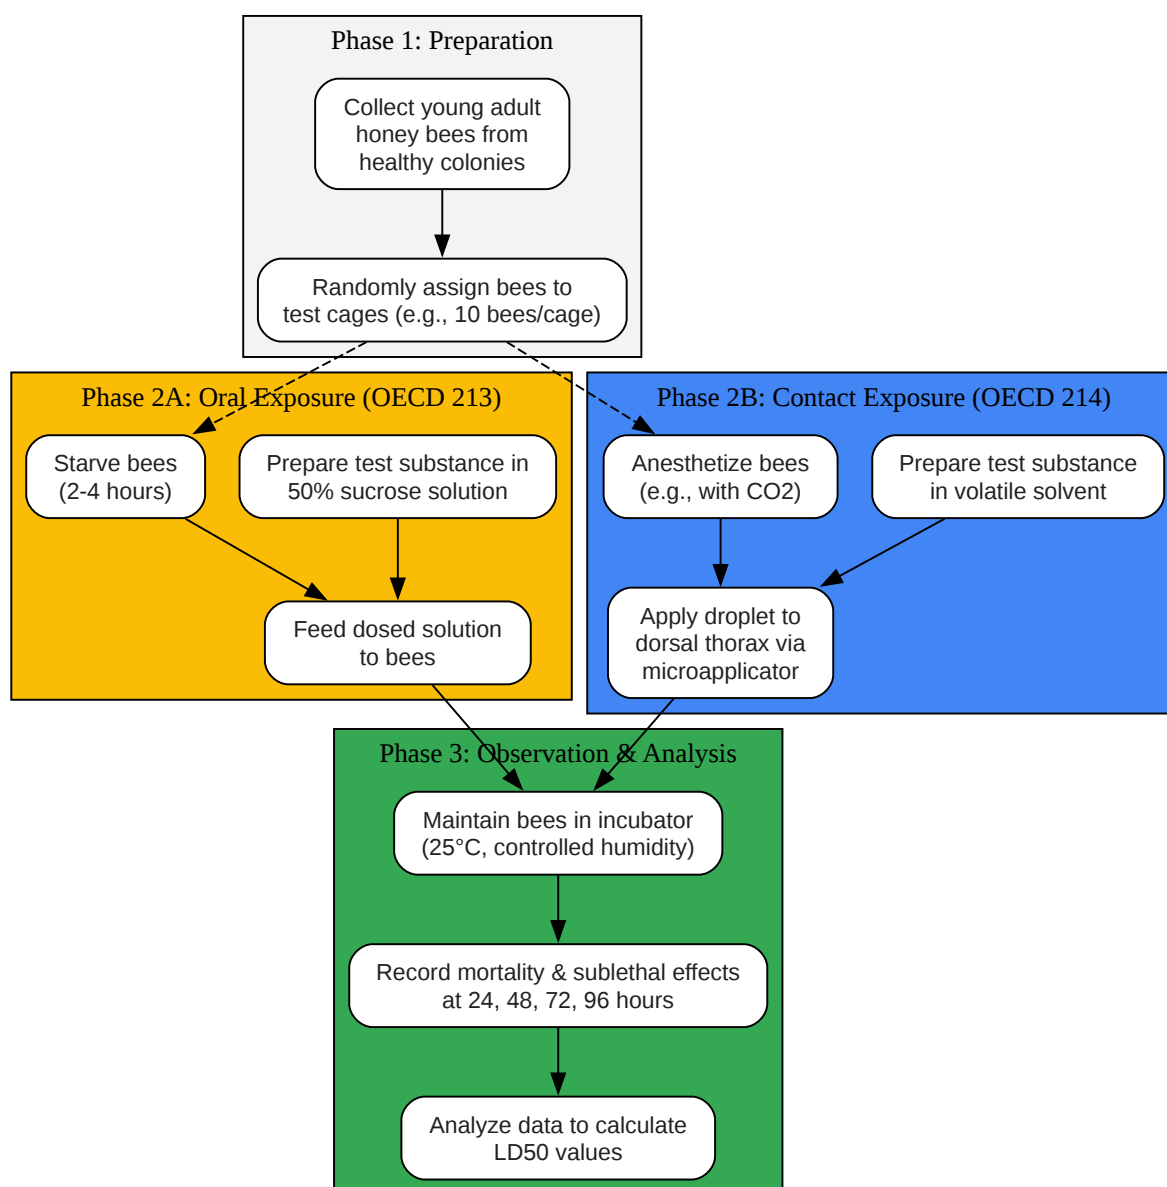 Phase 1: Preparation
Collect young adult
honey bees from
healthy colonies
Randomly assign bees to
test cages (e.g., 10 bees/cage)
Phase 2A: Oral Exposure (OECD 213)
Starve bees
(2-4 hours)
Prepare test substance in
50% sucrose solution
Feed dosed solution
to bees
Phase 2B: Contact Exposure (OECD 214)
Anesthetize bees
(e.g., with CO2)
Prepare test substance
in volatile solvent
Apply droplet to
dorsal thorax via
microapplicator
Phase 3: Observation & Analysis
Maintain bees in incubator
(25°C, controlled humidity)
Record mortality & sublethal effects
at 24, 48, 72, 96 hours
Analyze data to calculate
LD50 values